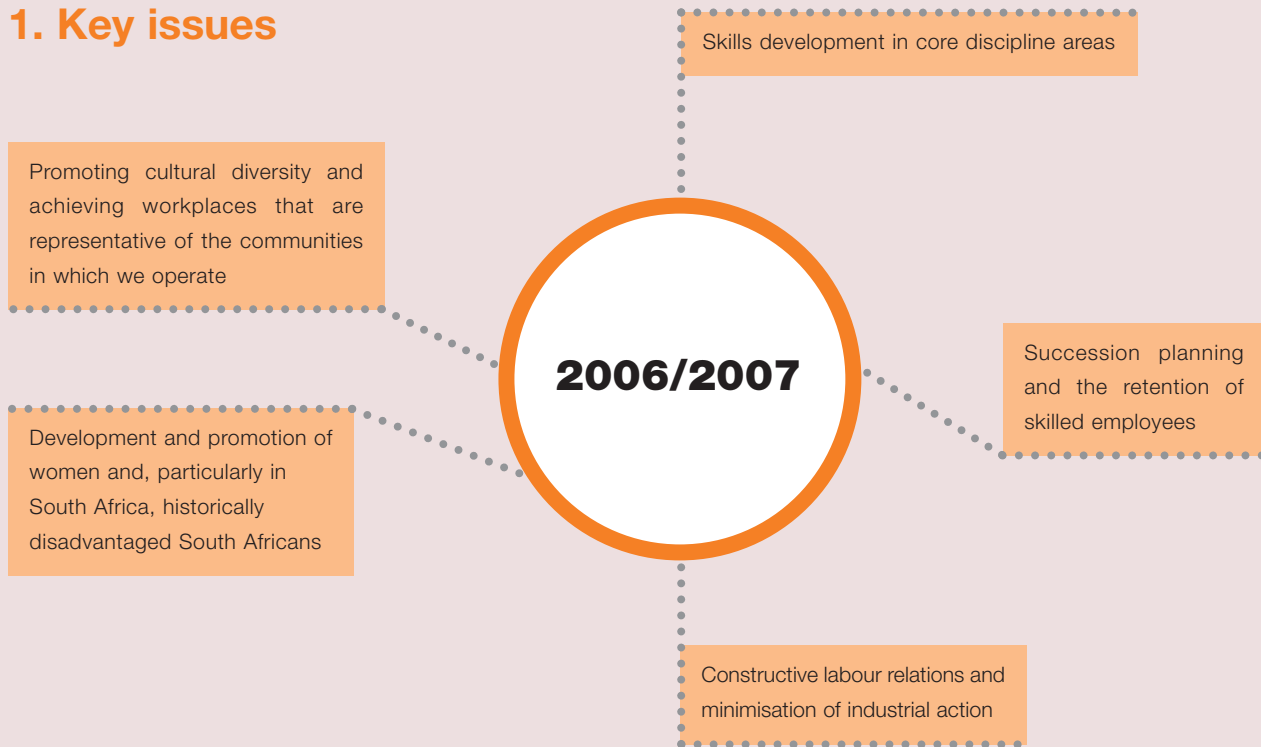 1. Key issues
Skills development in core discipline areas
Promoting cultural diversity and
achieving workplaces that are
representative of the communities
in which we operate
2006/2007
Succession planning
and the retention of
skilled employees
Development and promotion of
women and, particularly in
South Africa, historically
disadvantaged South Africans
Constructive labour relations and
minimisation of industrial action